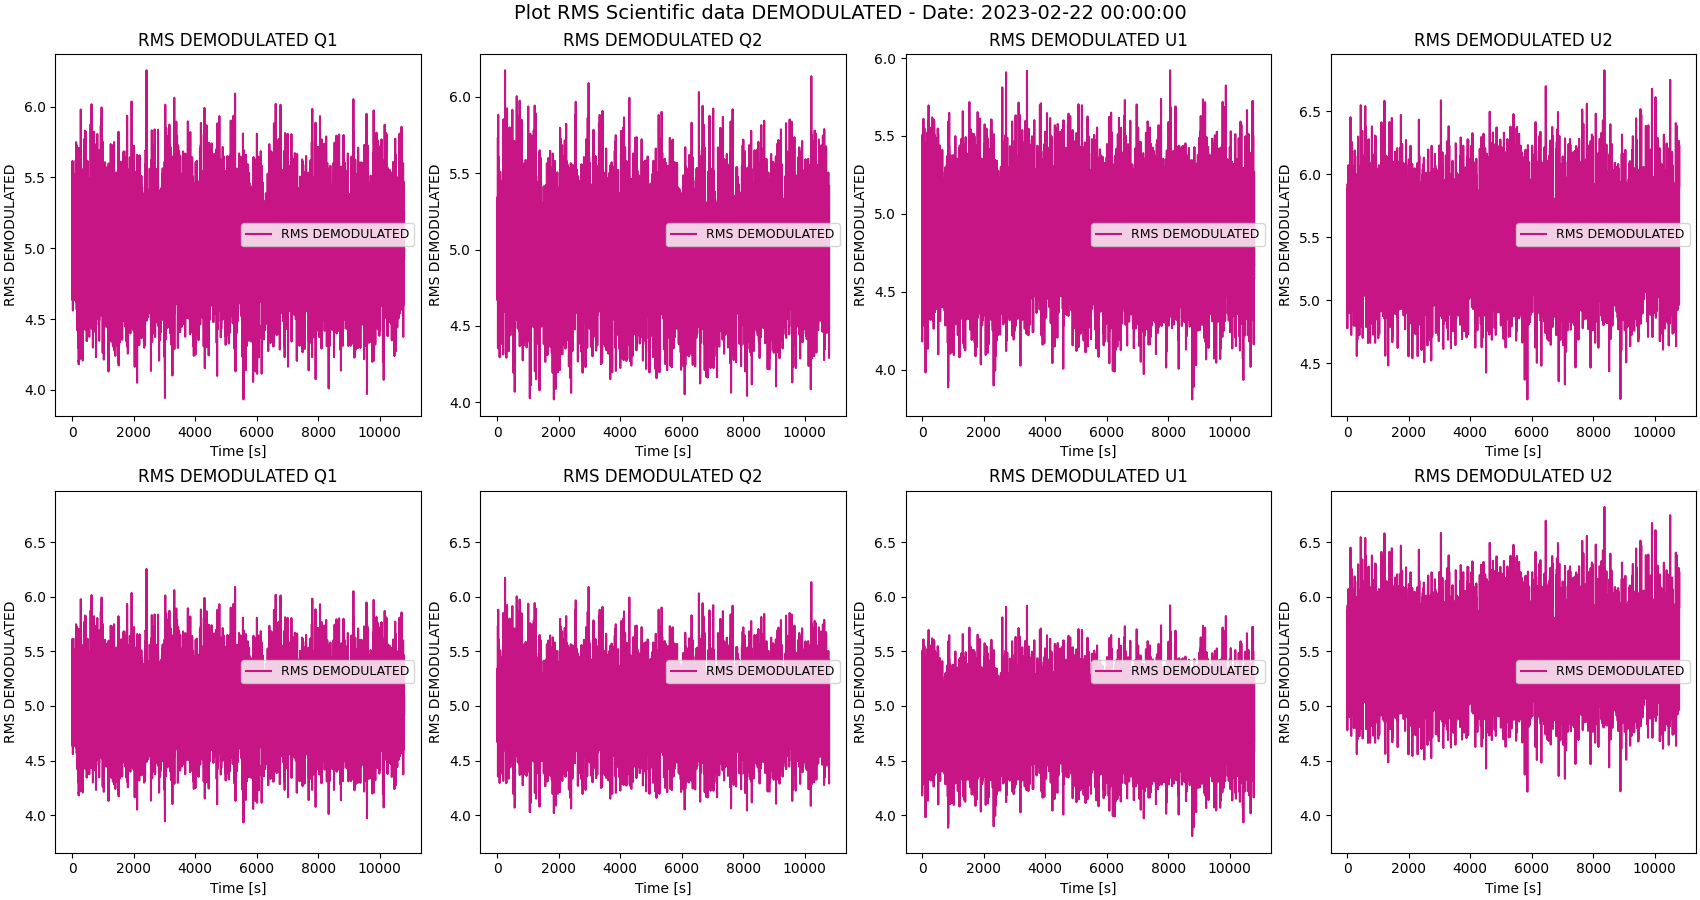 Plot RMS Scientific data DEMODULATED - Date: 2023-02-22 00:00:00
RMS DEMODULATED Q1
RMS DEMODULATED
6.0
5.5
5.0
4.5
4.0
RMS DEMODULATED
0 2000 4000 6000 8000 10000
Time [s]
RMS DEMODULATED Q2
RMS DEMODULATED
6.0
5.5
5.0
4.5
4.0
RMS DEMODULATED
0 2000 4000 6000 8000 10000
Time [s]
RMS DEMODULATED U1
RMS DEMODULATED
6.0
5.5
5.0
4.5
4.0
RMS DEMODULATED
0 2000 4000 6000 8000 10000
Time [s]
RMS DEMODULATED U2
RMS DEMODULATED
6.5
6.0
5.5
5.0
4.5
RMS DEMODULATED
0 2000 4000 6000 8000 10000
Time [s]
RMS DEMODULATED Q1
RMS DEMODULATED
6.5
6.0
5.5
5.0
4.5
4.0
RMS DEMODULATED
0 2000 4000 6000 8000 10000
Time [s]
RMS DEMODULATED Q2
RMS DEMODULATED
6.5
6.0
5.5
5.0
4.5
4.0
RMS DEMODULATED
0 2000 4000 6000 8000 10000
Time [s]
RMS DEMODULATED U1
RMS DEMODULATED
6.5
6.0
5.5
5.0
4.5
4.0
RMS DEMODULATED
0 2000 4000 6000 8000 10000
Time [s]
RMS DEMODULATED U2
RMS DEMODULATED
6.5
6.0
5.5
5.0
4.5
4.0
RMS DEMODULATED
0 2000 4000 6000 8000 10000
Time [s]